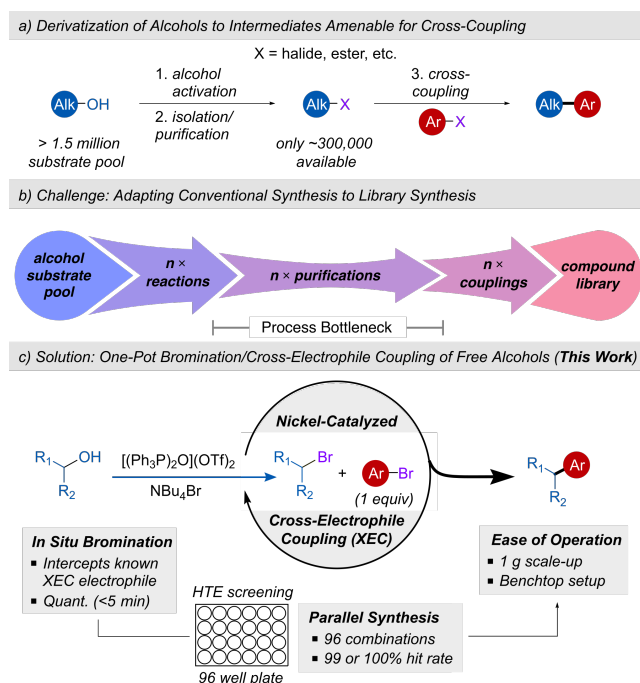 a) Derivatization of Alcohols to Intermediates Amenable for Cross-Coupling
X = halide, ester, etc.
1. alcohol
activation
2. isolation/
purification
3. cross-
coupling
Alk OH
Alk X
Ar X
Alk Ar
> 1.5 million
substrate pool
only ~300,000
available
b) Challenge: Adapting Conventional Synthesis to Library Synthesis
alcohol
substrate
pool
n ×
reactions
n × purifications
n ×
couplings
compound
library
Process Bottleneck
c) Solution: One-Pot Bromination/Cross-Electrophile Coupling of Free Alcohols (This Work)
Nickel-Catalyzed
R1 OH
R2
[(Ph3P)2O](OTf)2
NBu4Br
R1 Br
R2
+
Ar Br
(1 equiv)
R1 Ar
R2
Cross-Electrophile
Coupling (XEC)
In Situ Bromination
▪ Intercepts known
XEC electrophile
▪ Quant. (<5 min)
Ease of Operation
▪ 1 g scale-up
▪ Benchtop setup
HTE screening
96 well plate
Parallel Synthesis
▪ 96 combinations
▪ 99 or 100% hit rate